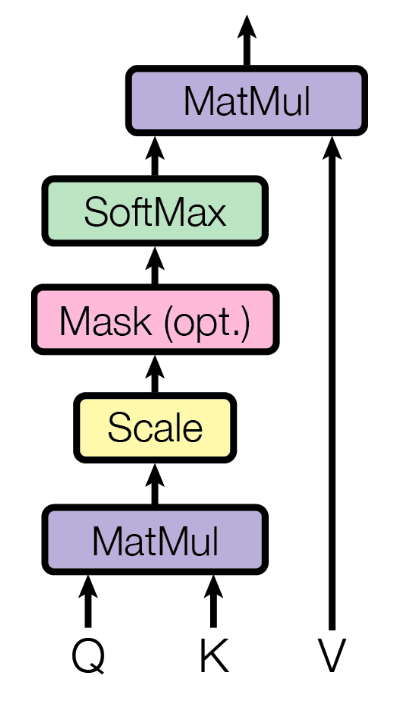 MatMul
SoftMax
Mask (opt.)
Scale
MatMul
Q K V